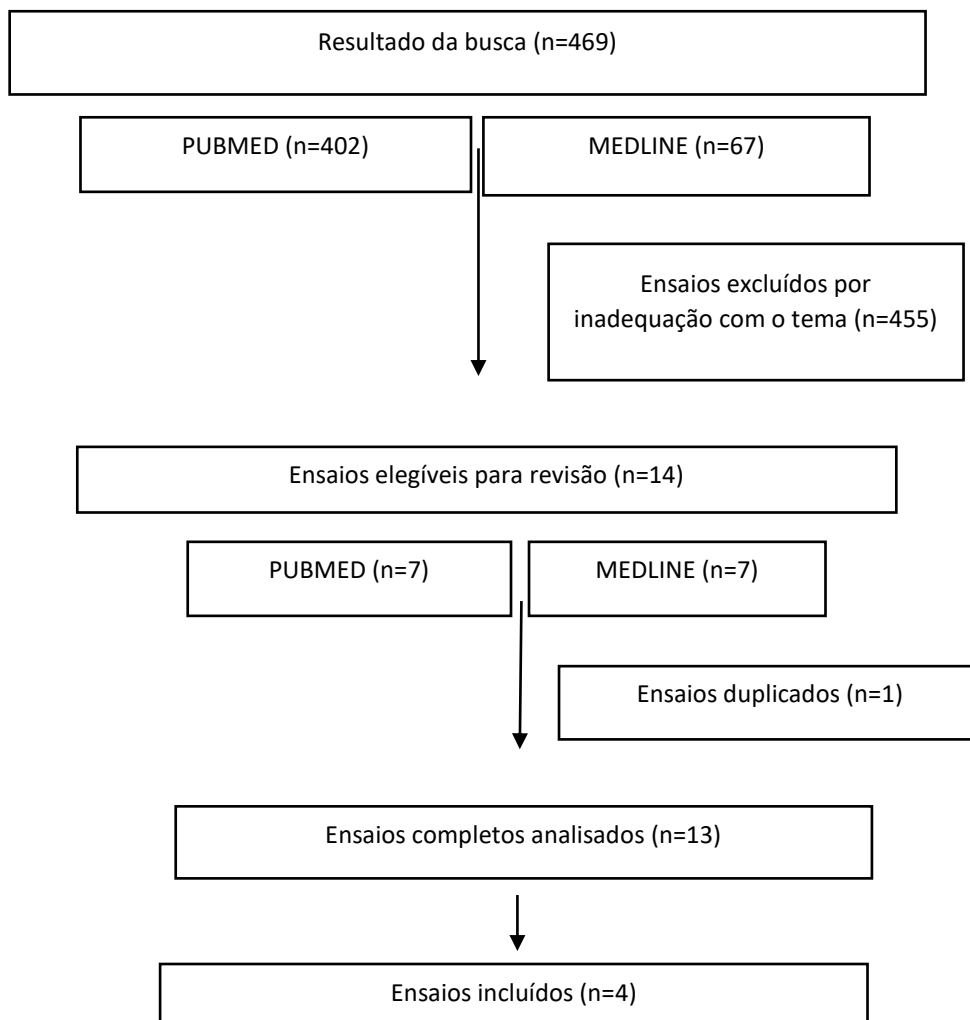 Resultado da busca (n=469)
PUBMED (n=402)
MEDLINE (n=67)
Ensaios excluídos por
inadequação com o tema (n=455)
Ensaios elegíveis para revisão (n=14)
PUBMED (n=7)
MEDLINE (n=7)
Ensaios duplicados (n=1)
Ensaios completos analisados (n=13)
Ensaios incluídos (n=4)